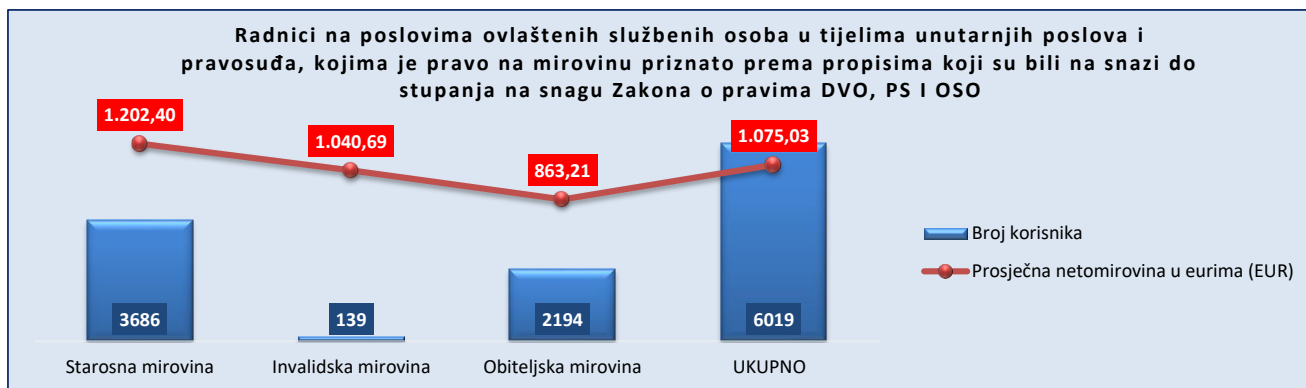 Radnici na poslovima ovlaštenih službenih osoba u tijelima unutarnjih poslova i
pravosuđa, kojima je pravo na mirovinu priznato prema propisima koji su bili na snazi do
stupanja na snagu Zakona o pravima DVO, PS I OSO
1.202,40
1.040,69
863,21
1.075,03
Broj korisnika
Prosječna netomirovina u eurima (EUR)
3686
139
2194
6019
Starosna mirovina
Invalidska mirovina
Obiteljska mirovina
UKUPNO